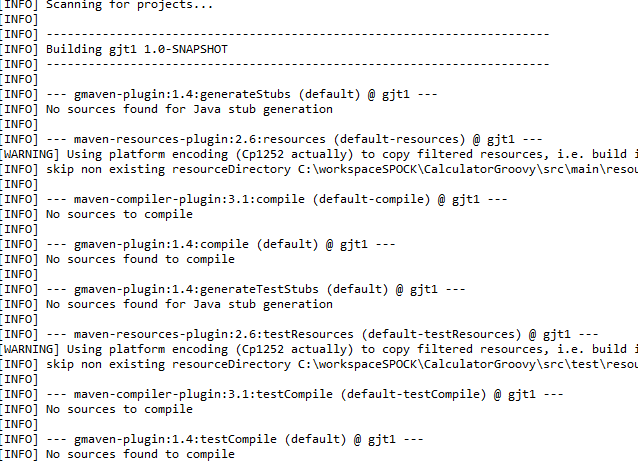 [INFO] Scanning for projects...
[INFO]
[INFO] ------------------------------------------------------------------------
[INFO] Building gjt1 1.0-SNAPSHOT
[INFO] ------------------------------------------------------------------------
[INFO]
[INFO] --- gmaven-plugin:1.4:generateStubs (default) @ gjt1 ---
[INFO] No sources found for Java stub generation
[INFO]
[INFO] --- maven-resources-plugin:2.6:resources (default-resources) @ gjt1 ---
[WARNING] Using platform encoding (Cp1252 actually) to copy filtered resources, i.e. build i
[INFO] skip non existing resourceDirectory C:\workspaceSPOCK\CalculatorGroovy\src\main\resou
[INFO]
[INFO] --- maven-compiler-plugin:3.1:compile (default-compile) @ gjt1 ---
[INFO] No sources to compile
[INFO]
[INFO] --- gmaven-plugin:1.4:compile (default) @ gjt1 ---
[INFO] No sources found to compile
[INFO]
[INFO] --- gmaven-plugin:1.4:generateTestStubs (default) @ gjt1 ---
[INFO] No sources found for Java stub generation
[INFO]
[INFO] --- maven-resources-plugin:2.6:testResources (default-testResources) @ gjt1 ---
[WARNING] Using platform encoding (Cp1252 actually) to copy filtered resources, i.e. build i
[INFO] skip non existing resourceDirectory C:\workspaceSPOCK\CalculatorGroovy\src\test\resou
[INFO]
[INFO] --- maven-compiler-plugin:3.1:testCompile (default-testCompile) @ gjt1 ---
[INFO] No sources to compile
[INFO]
[INFO] --- gmaven-plugin:1.4:testCompile (default) @ gjt1 ---
[INFO] No sources found to compile